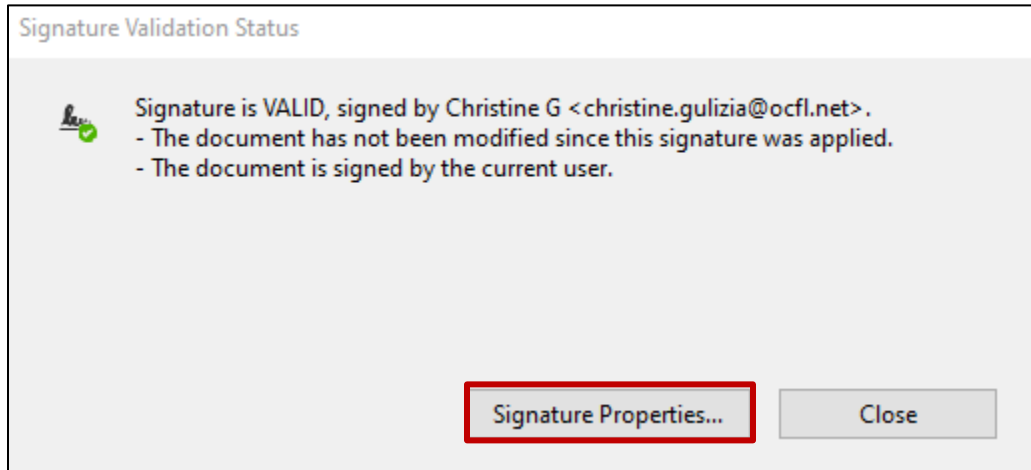 Signature Validation Status
Signature is VALID, signed by Christine G <christine.gulizia@ocfl.net>.
- The document has not been modified since this signature was applied.
- The document is signed by the current user.
Signature Properties...
Close